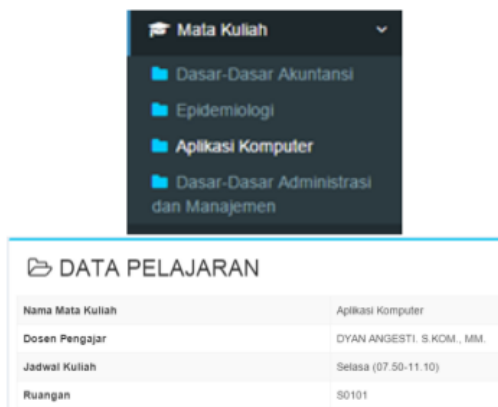 Mata Kuliah
Dasar-Dasar Akuntansi
Epidemiologi
Aplikasi Komputer
Dasar-Dasar Administrasi
dan Manajemen
DATA PELAJARAN
Nama Mata Kuliah Aplikasi Komputer
Dosen Pengajar DYAN ANGESTI. S.KOM., MM.
Jadwal Kuliah Selasa (07.50-11.10)
Ruangan S0101